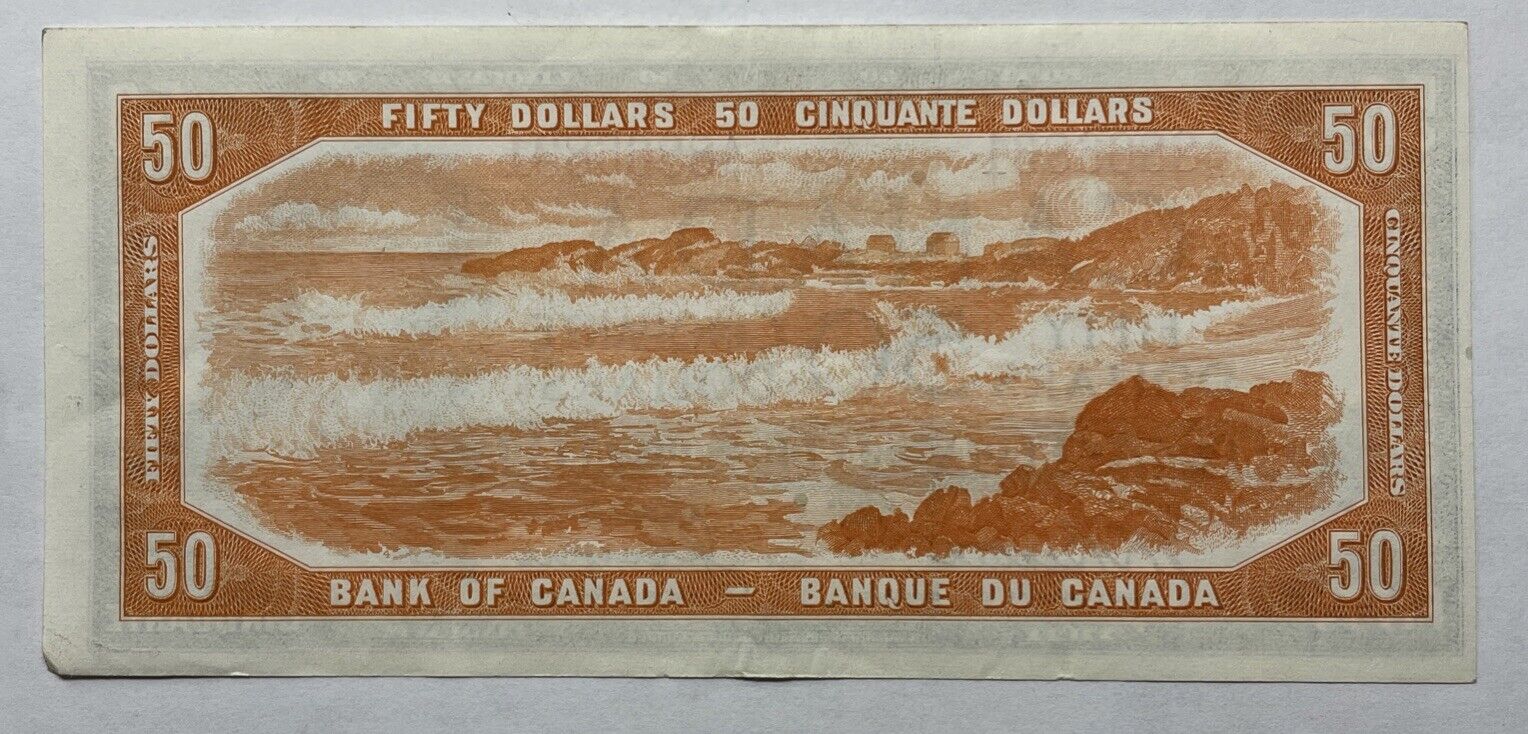 50 FIFTY DOLLARS 50 CINQUANTE DOLLARS 50
FIFTY DOLLARS
CINQUANTE DOLLARS
50 BANK OF CANADA — BANQUE DU CANADA 50